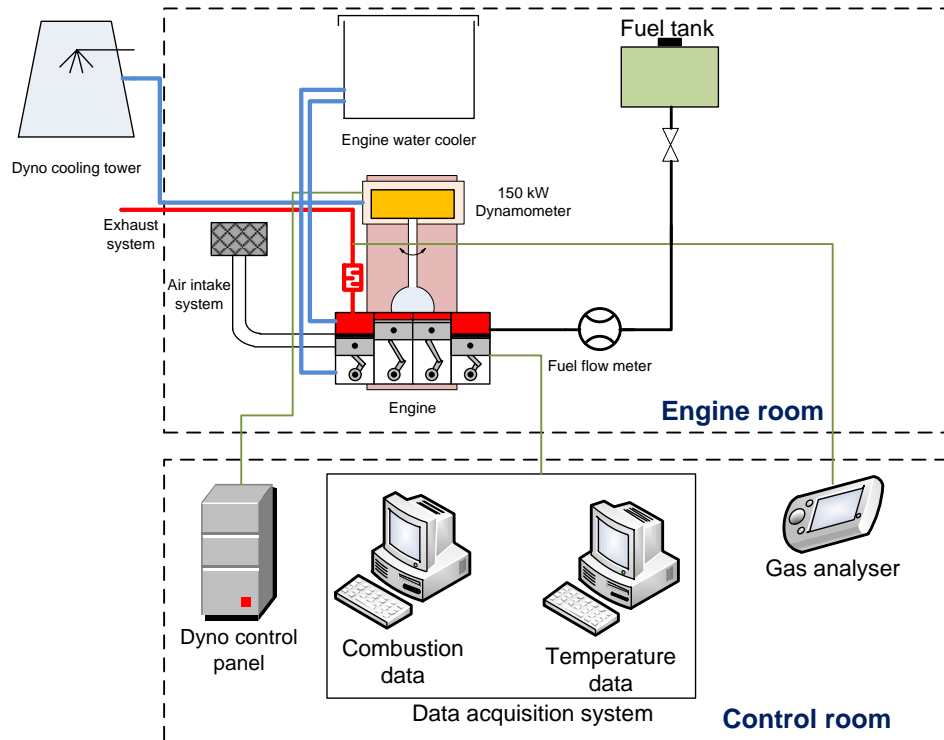 Fuel tank
Engine water cooler
Dyno cooling tower
150 kW
Dynamometer
Exhaust
system
Air intake
system
Fuel flow meter
Engine
Engine room
Gas analyser
Dyno control
panel
Combustion
data
Temperature
data
Data acquisition system
Control room